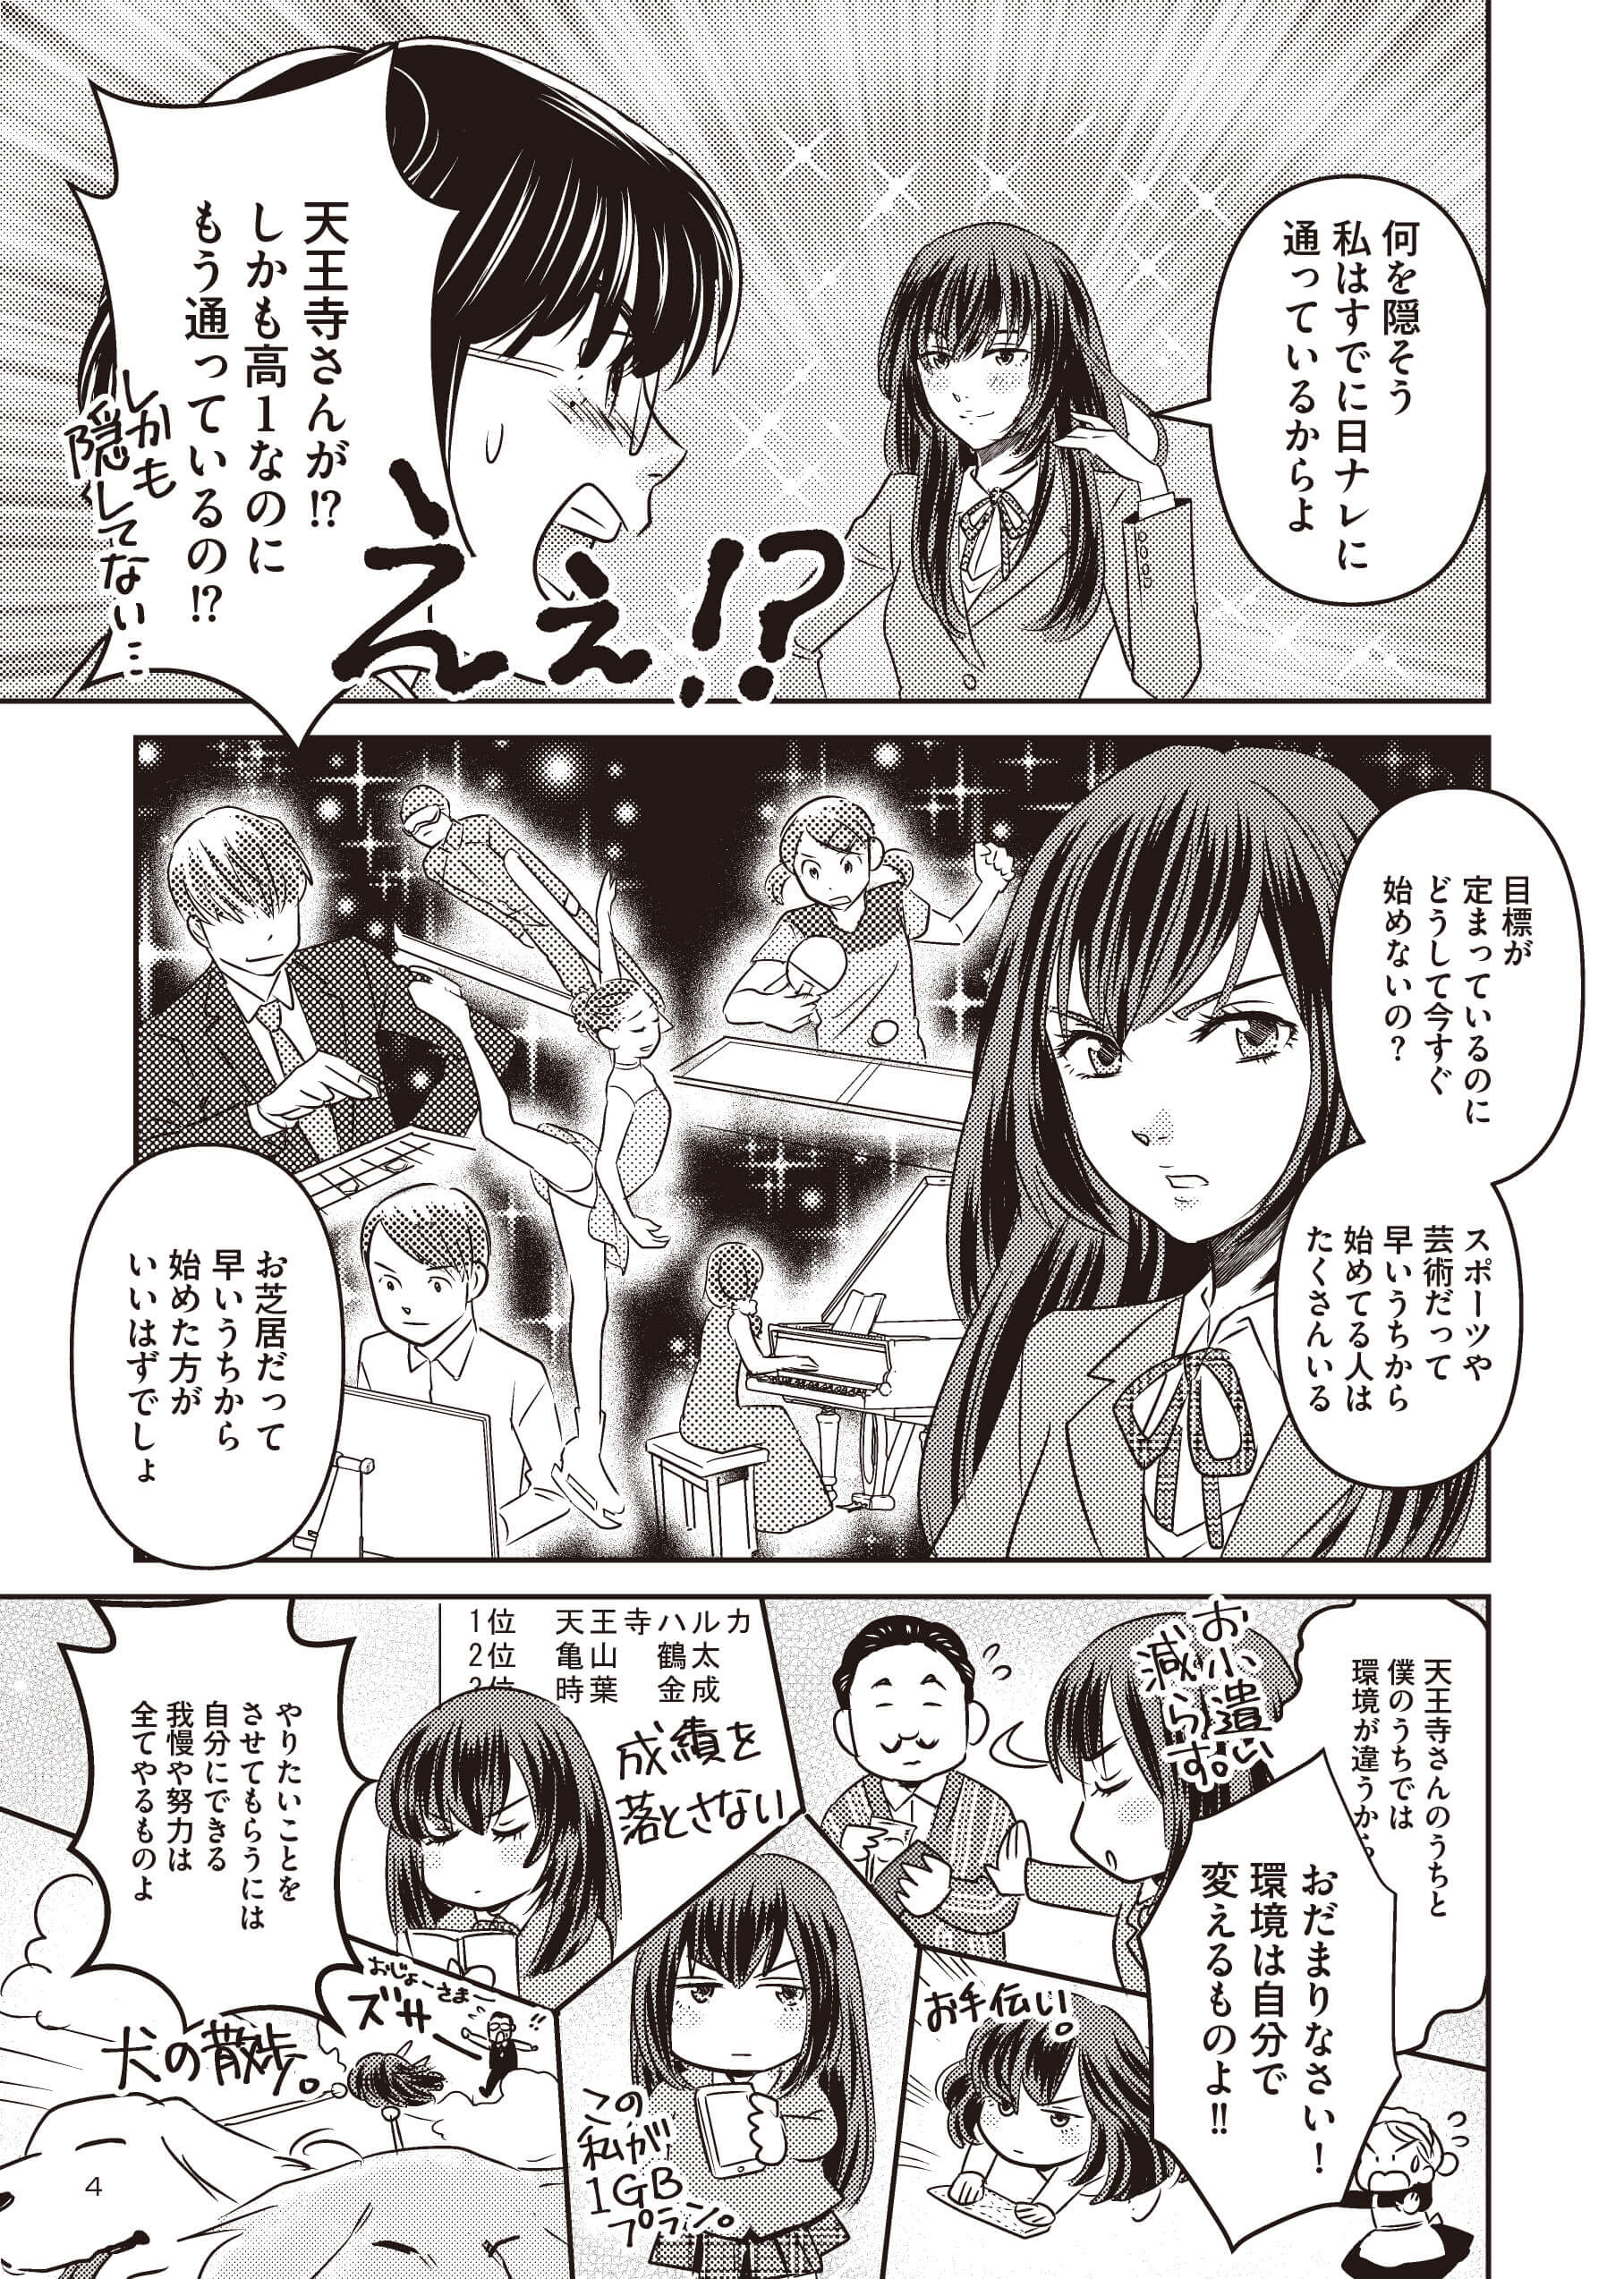 何を隠そう
私はすでに日ナレに
通っているからよ
ええ!?
天王寺さんが!?
しかも高1なのに
もう通っているの!?
しかも
隠してない…
目標が
定まっているのに
どうして今すぐ
始めないの?
スポーツや
芸術だって
早いうちから
始めてる人は
たくさんいる
お芝居だって
早いうちから
始めた方が
いいはずでしょ
天王寺さんのうちと
僕のうちでは
環境が違うから
おだまりなさい!
環境は自分で
変えるものよ!!
お小遣い
減らす。
お手伝い。
1位 天王寺ハルカ
2位 亀山 鶴太
3位 時葉 金成
成績を
落とさない
この
私が
1GB
プラン。
やりたいことを
させてもらうには
自分にできる
我慢や努力は
全てやるものよ
おじょーさまー
!!
ズサー
犬の散歩。
4